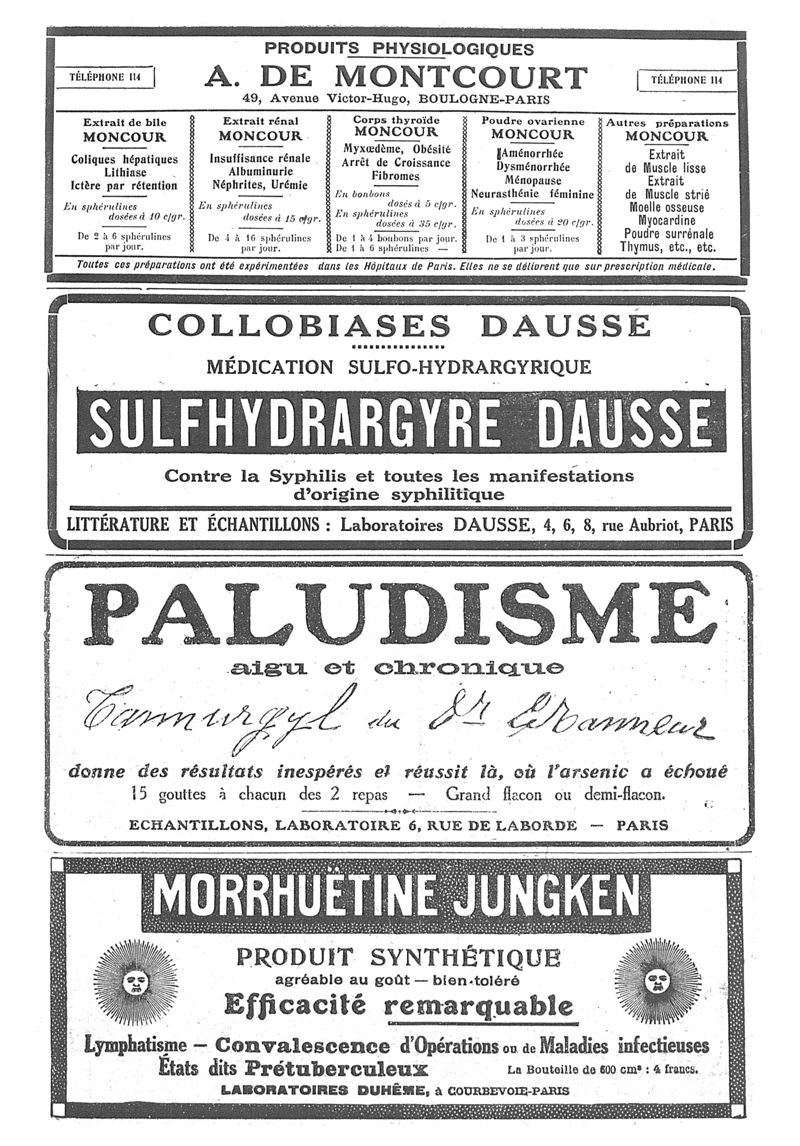 PRODUITS PHYSIOLOGIQUES
TÉLÉPHONE 114
A. DE MONTCOURT
TÉLÉPHONE 114
49, Avenue Victor-Hugo, BOULOGNE-PARIS
Extrait de bile
MONCOUR
Coliques hépatiques
Lithiase
Ictère par rétention
En sphérulines
dosées à 10 c/gr.
De 2 à 6 sphérulines
par jour.
Extrait rénal
MONCOUR
Insuffisance rénale
Albuminurie
Néphrites, Urémie
En sphérulines
dosées à 15 c/gr.
De 4 à 16 sphérulines
par jour.
Corps thyroïde
MONCOUR
Myxœdème, Obésité
Arrêt de Croissance
Fibromes
En bonbons
dosés à 5 c/gr.
En sphérulines
dosées à 35 c/gr.
De 1 à 4 bonbons par jour.
De 1 à 6 sphérulines —
Poudre ovarienne
MONCOUR
Aménorrhée
Dysménorrhée
Ménopause
Neurasthénie féminine
En sphérulines
dosées à 20 c/gr.
De 1 à 3 sphérulines
par jour.
Autres préparations
MONCOUR
Extrait
de Muscle lisse
Extrait
de Muscle strié
Moelle osseuse
Myocardine
Poudre surrénale
Thymus, etc., etc.
Toutes ces préparations ont été expérimentées dans les Hôpitaux de Paris. Elles ne se délivrent que sur prescription médicale.
COLLOBIASES DAUSSE
MÉDICATION SULFO-HYDRARGYRIQUE
SULFHYDRARGYRE DAUSSE
Contre la Syphilis et toutes les manifestations
d'origine syphilitique
LITTÉRATURE ET ÉCHANTILLONS : Laboratoires DAUSSE, 4, 6, 8, rue Aubriot, PARIS
PALUDISME
aigu et chronique
Tannurgyl du Dr Le Tanneur
donne des résultats inespérés et réussit là, où l'arsenic a échoué
15 gouttes à chacun des 2 repas — Grand flacon ou demi-flacon.
ECHANTILLONS, LABORATOIRE 6, RUE DE LABORDE — PARIS
MORRHUËTINE JUNGKEN
PRODUIT SYNTHÉTIQUE
agréable au goût — bien toléré
Efficacité remarquable
Lymphatisme — Convalescence d'Opérations ou de Maladies infectieuses
États dits Prétuberculeux La Bouteille de 600 cm³ : 4 francs.
LABORATOIRES DUHÊME, à COURBEVOIE-PARIS